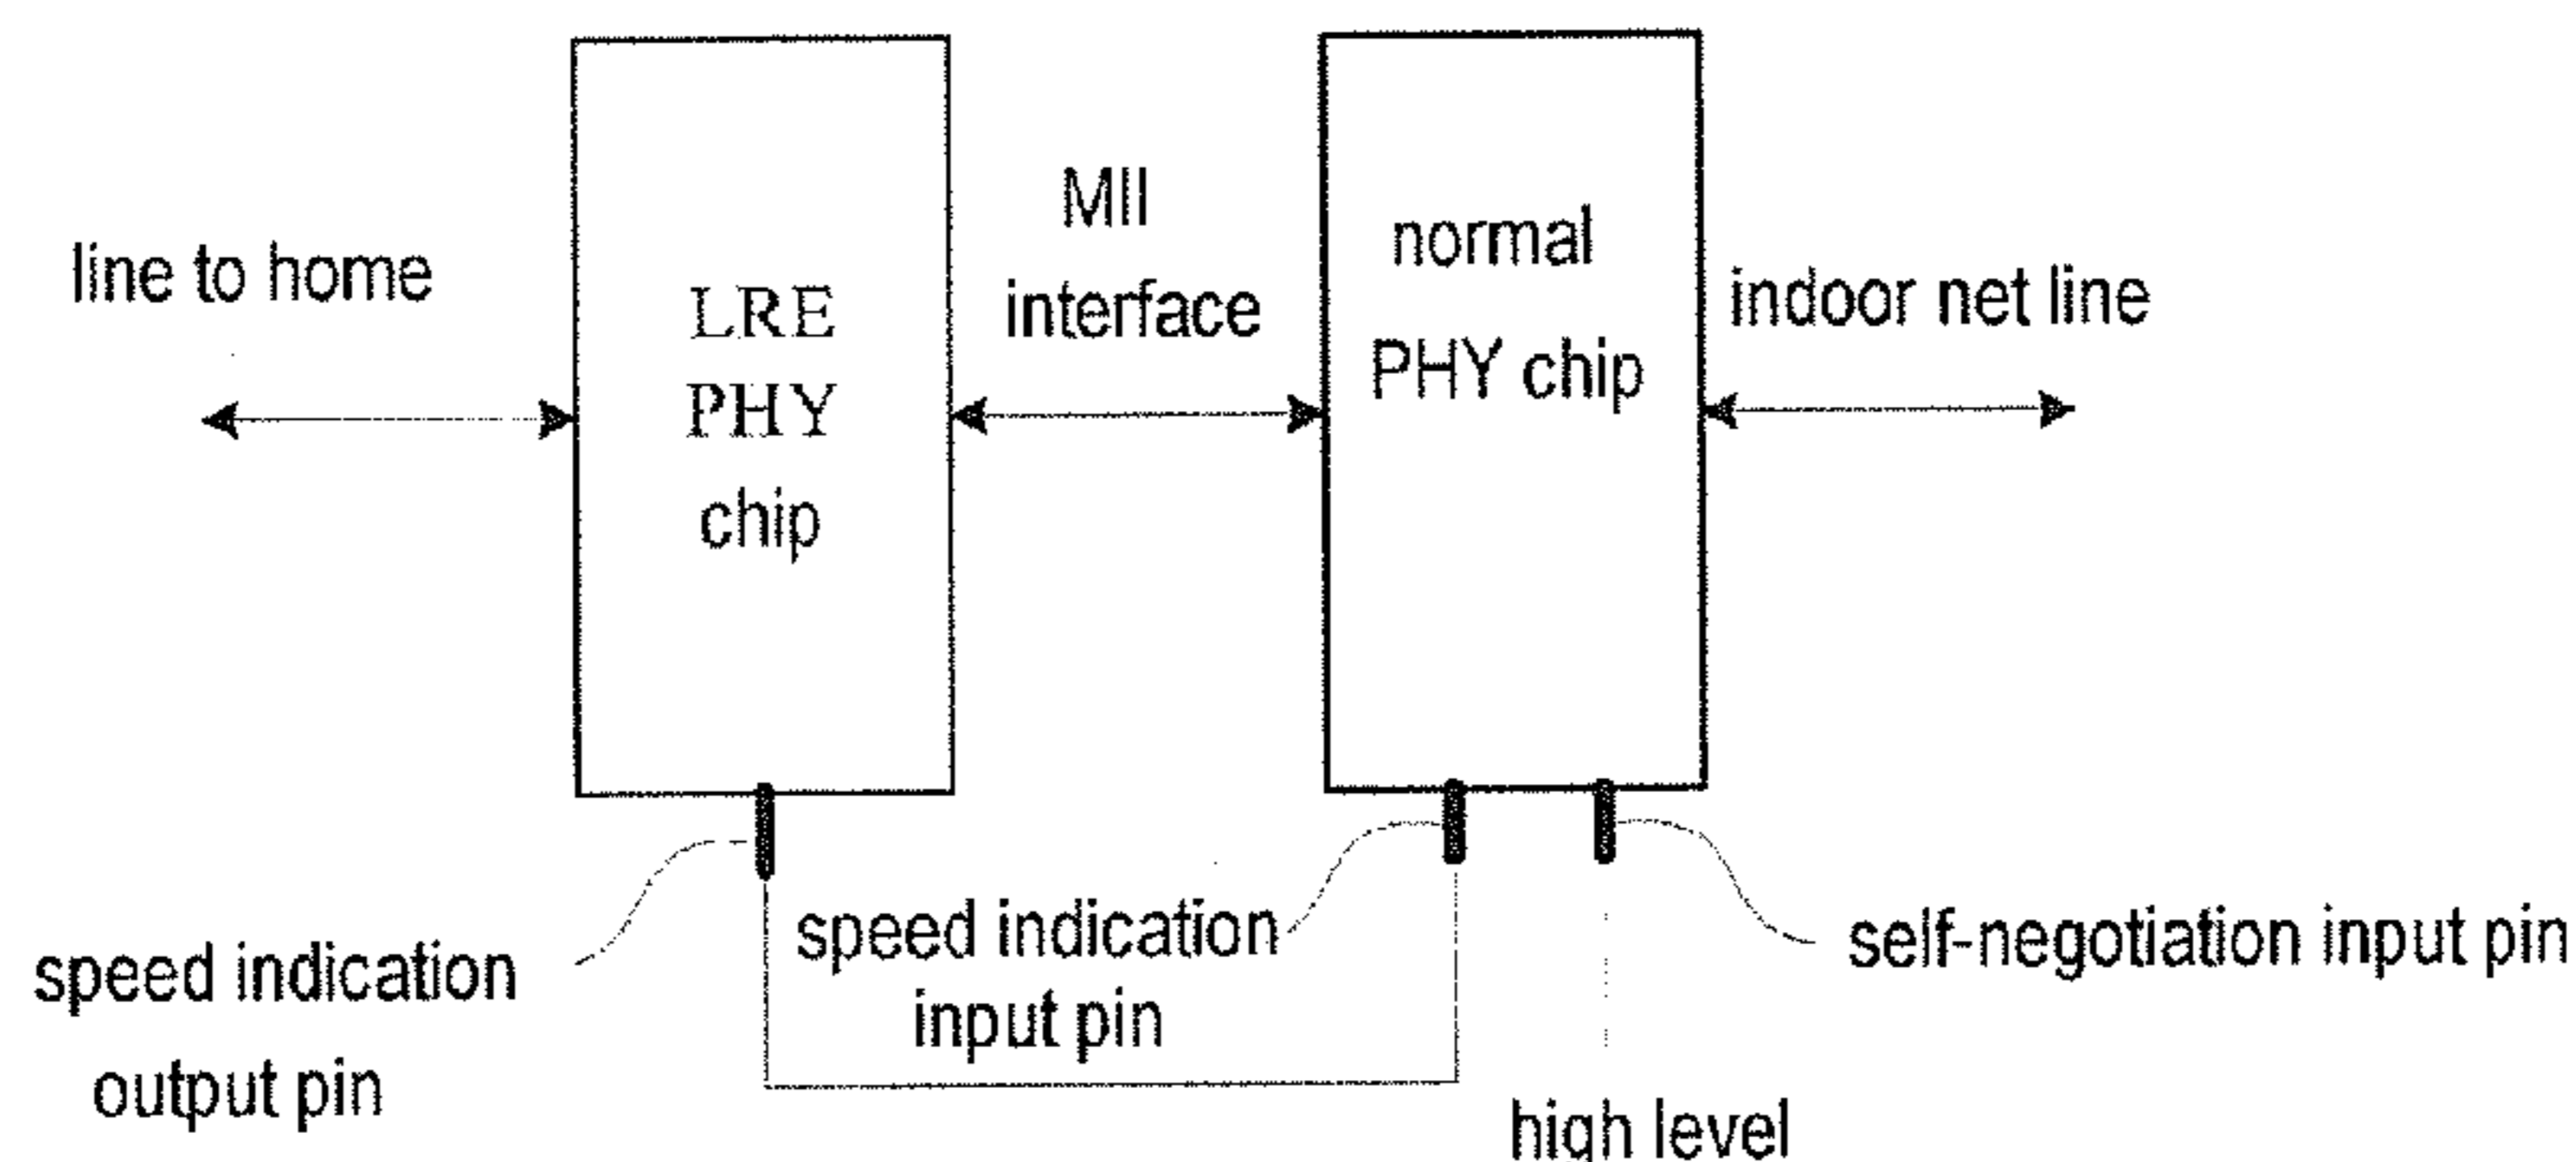 line to home
LRE
PHY
chip
MII
interface
normal
PHY chip
indoor net line
speed indication
output pin
speed indication
input pin
self-negotiation input pin
high level